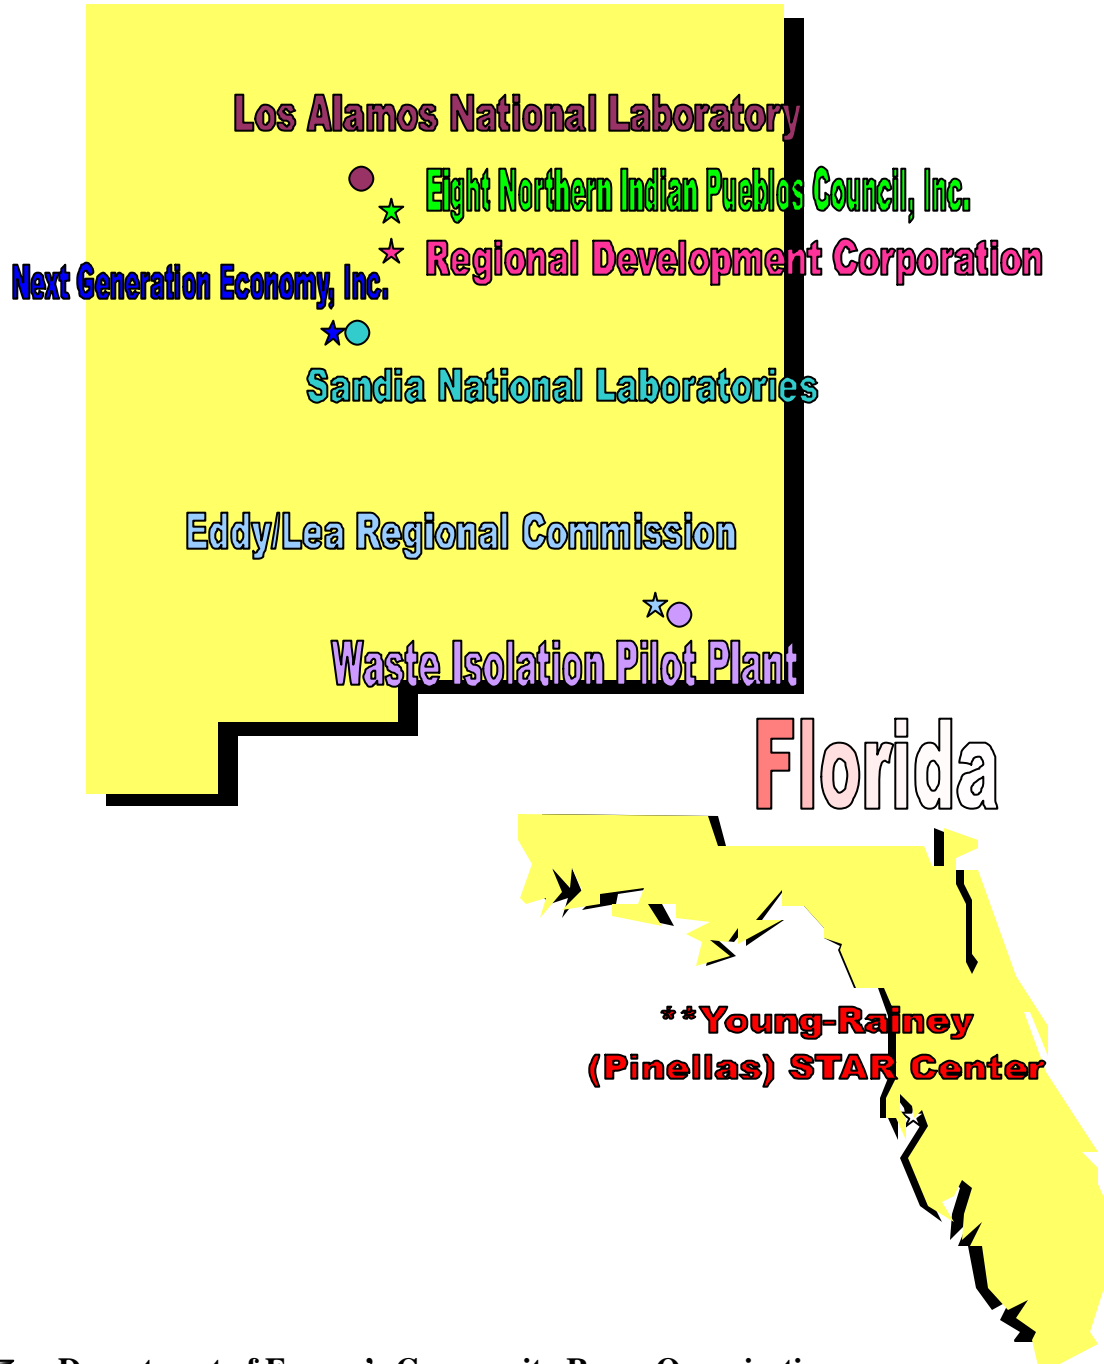 Los Alamos National Laboratory
Eight Northern Indian Pueblos Council, Inc.
Regional Development Corporation
Next Generation Economy, Inc.
Sandia National Laboratories
Eddy/Lea Regional Commission
Waste Isolation Pilot Plant
Florida
**Young-Rainey
(Pinellas) STAR Center